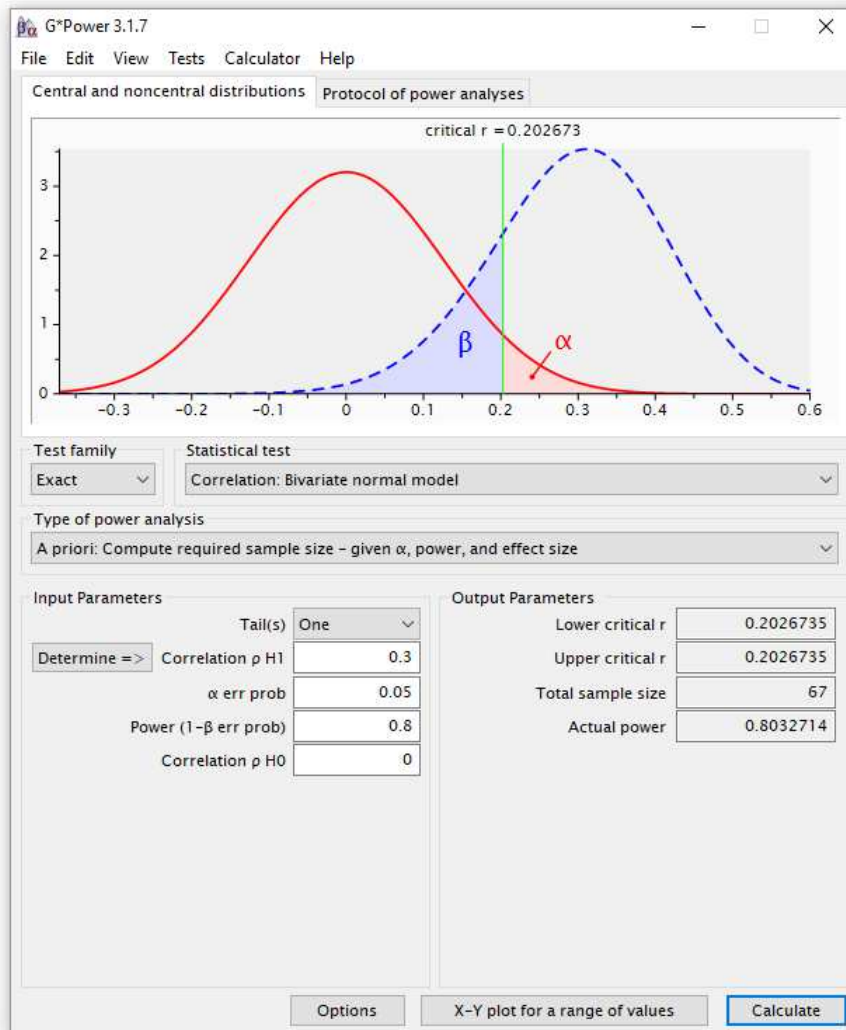 G*Power 3.1.7
File Edit View Tests Calculator Help
Central and noncentral distributions Protocol of power analyses
critical r = 0.202673
3
2
1
0
β
α
-0.3 -0.2 -0.1 0 0.1 0.2 0.3 0.4 0.5 0.6
Test family Statistical test
Exact Correlation: Bivariate normal model
Type of power analysis
A priori: Compute required sample size - given α, power, and effect size
Input Parameters Output Parameters
Tail(s) One Lower critical r 0.2026735
Determine => Correlation ρ H1 0.3 Upper critical r 0.2026735
α err prob 0.05 Total sample size 67
Power (1-β err prob) 0.8 Actual power 0.8032714
Correlation ρ H0 0
Options X-Y plot for a range of values Calculate